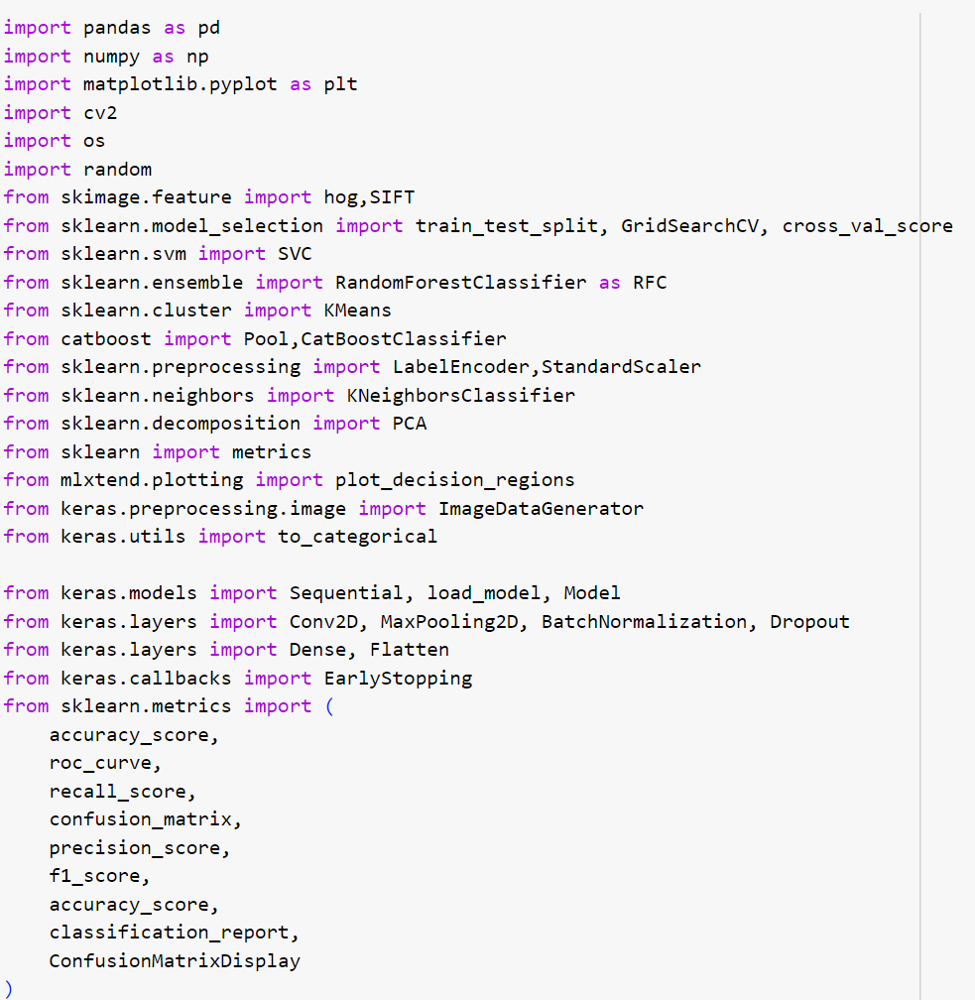 import pandas as pd
import numpy as np
import matplotlib.pyplot as plt
import cv2
import os
import random
from skimage.feature import hog,SIFT
from sklearn.model_selection import train_test_split, GridSearchCV, cross_val_score
from sklearn.svm import SVC
from sklearn.ensemble import RandomForestClassifier as RFC
from sklearn.cluster import KMeans
from catboost import Pool,CatBoostClassifier
from sklearn.preprocessing import LabelEncoder,StandardScaler
from sklearn.neighbors import KNeighborsClassifier
from sklearn.decomposition import PCA
from sklearn import metrics
from mlxtend.plotting import plot_decision_regions
from keras.preprocessing.image import ImageDataGenerator
from keras.utils import to_categorical

from keras.models import Sequential, load_model, Model
from keras.layers import Conv2D, MaxPooling2D, BatchNormalization, Dropout
from keras.layers import Dense, Flatten
from keras.callbacks import EarlyStopping
from sklearn.metrics import (
    accuracy_score,
    roc_curve,
    recall_score,
    confusion_matrix,
    precision_score,
    f1_score,
    accuracy_score,
    classification_report,
    ConfusionMatrixDisplay
)